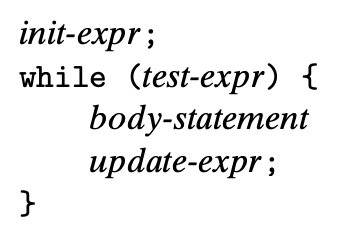 init-expr;
while (test-expr) {
body-statement
update-expr;
}